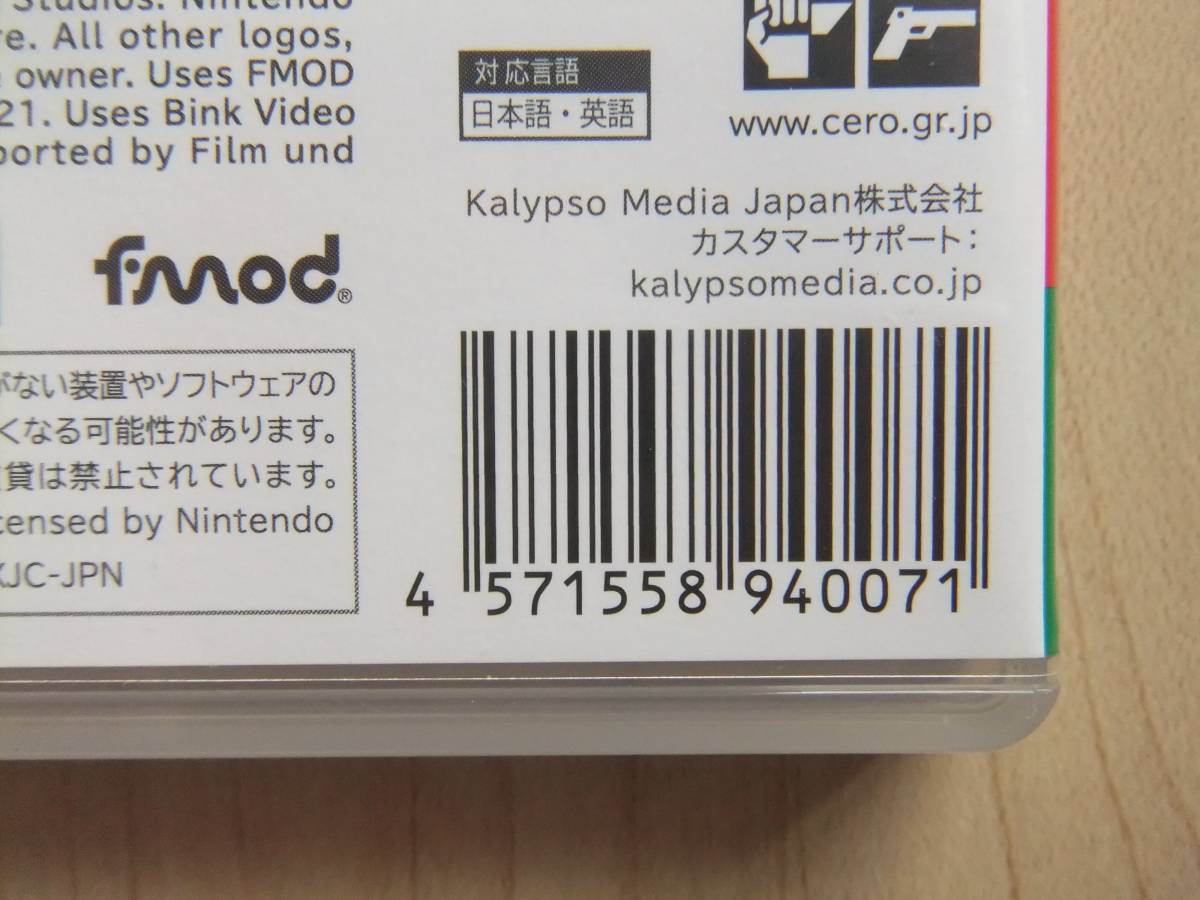 Studios. Nintendo
re. All other logos,
owner. Uses FMOD
21. Uses Bink Video
ported by Film und
対応言語
日本語・英語
www.cero.gr.jp
Kalypso Media Japan株式会社
カスタマーサポート：
kalypsomedia.co.jp
fmod®
がない装置やソフトウェアの
くなる可能性があります。
貸は禁止されています。
censed by Nintendo
KJC-JPN
4 571558 940071